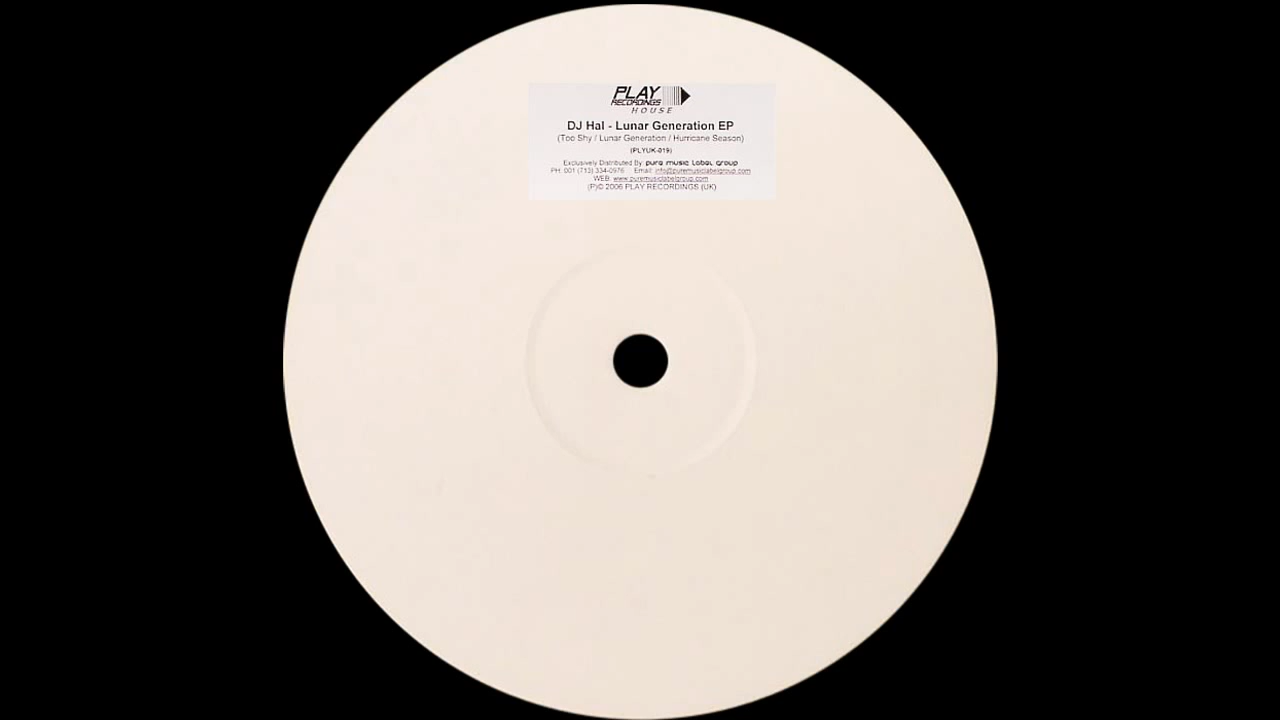 PLAY
RECORDINGS
HOUSE
DJ Hal - Lunar Generation EP
(Too Shy / Lunar Generation / Hurricane Season)
(PLYUK-019)
Exclusively Distributed By: pure music label group
PH: 001 (713) 334-0976 Email: info@puremusiclabelgroup.com
WEB: www.puremusiclabelgroup.com
(P)© 2006 PLAY RECORDINGS (UK)